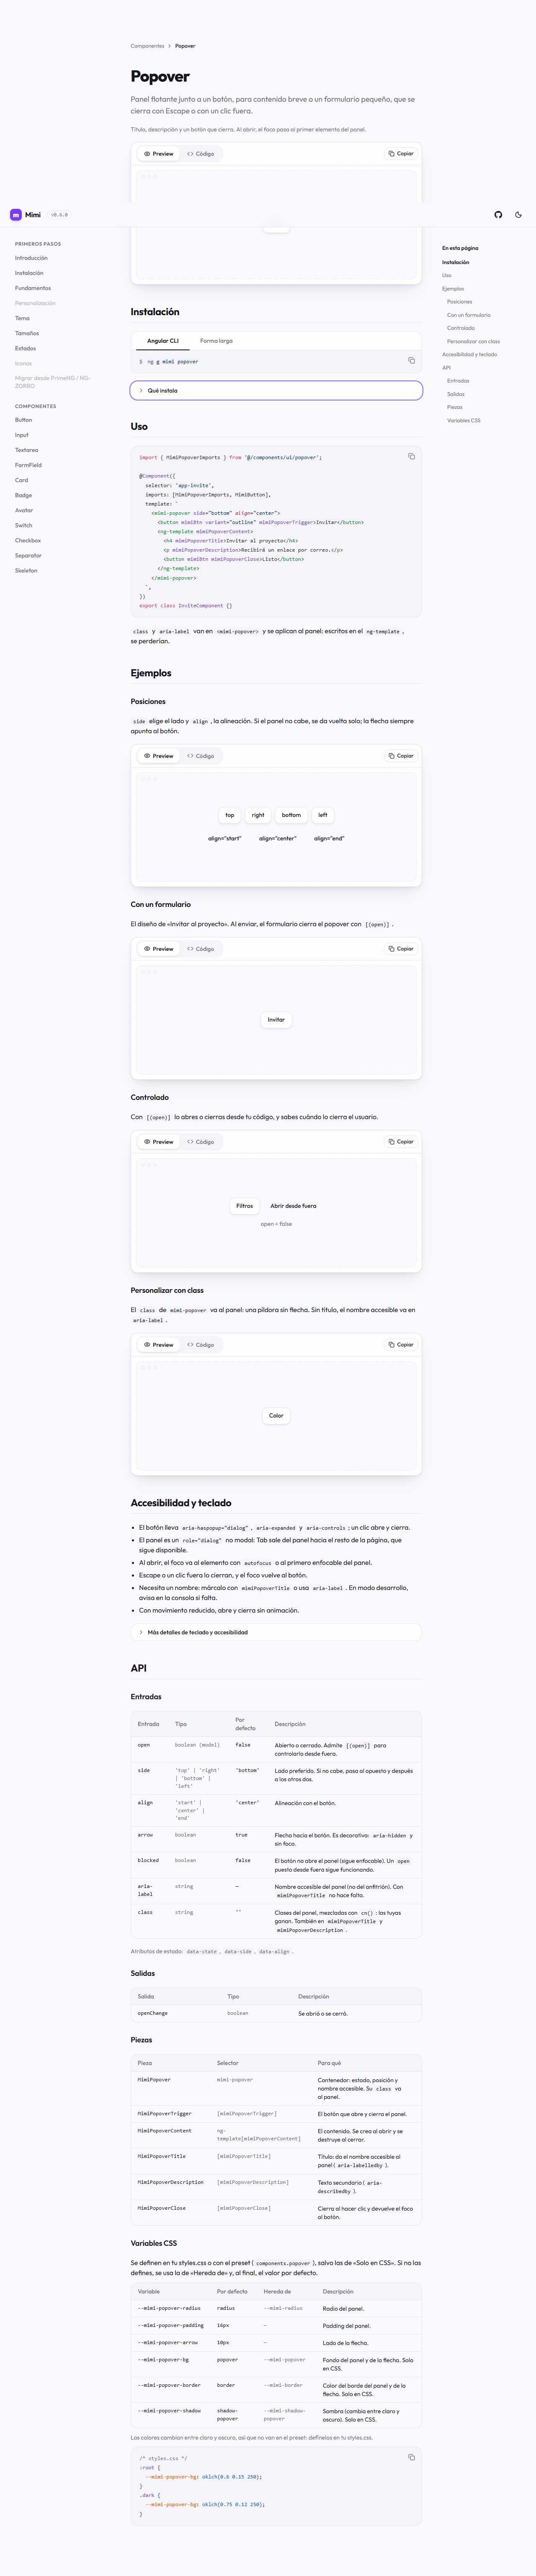 Componentes > Popover
Popover
Panel flotante junto a un botón, para contenido breve o un formulario pequeño, que se
cierra con Escape o con un clic fuera.
Título, descripción y un botón que cierra. Al abrir, el foco pasa al primer elemento del panel.
Preview
Código
Copiar
m Mimi v0.6.0
PRIMEROS PASOS
Introducción
Instalación
Fundamentos
Personalización
Tema
Tamaños
Estados
Iconos
Migrar desde PrimeNG / NG-
ZORRO
COMPONENTES
Button
Input
Textarea
FormField
Card
Badge
Avatar
Switch
Checkbox
Separator
Skeleton
En esta página
Instalación
Uso
Ejemplos
Posiciones
Con un formulario
Controlado
Personalizar con class
Accesibilidad y teclado
API
Entradas
Salidas
Piezas
Variables CSS
Instalación
Angular CLI
Forma larga
$ ng g mimi popover
Qué instala
Uso
import { MimiPopoverImports } from '@/components/ui/popover';
@Component({
selector: 'app-invite',
imports: [MimiPopoverImports, MimiButton],
template: `
<mimi-popover side="bottom" align="center">
<button mimiBtn variant="outline" mimiPopoverTrigger>Invitar</button>
<ng-template mimiPopoverContent>
<h4 mimiPopoverTitle>Invitar al proyecto</h4>
<p mimiPopoverDescription>Recibirá un enlace por correo.</p>
<button mimiBtn mimiPopoverClose>Listo</button>
</ng-template>
</mimi-popover>
`,
})
export class InviteComponent {}
class y aria-label van en <mimi-popover> y se aplican al panel: escritos en el ng-template ,
se perderían.
Ejemplos
Posiciones
side elige el lado y align , la alineación. Si el panel no cabe, se da vuelta solo; la flecha siempre
apunta al botón.
Preview
Código
Copiar
top
right
bottom
left
align="start"
align="center"
align="end"
Con un formulario
El diseño de «Invitar al proyecto». Al enviar, el formulario cierra el popover con [(open)] .
Preview
Código
Copiar
Invitar
Controlado
Con [(open)] lo abres o cierras desde tu código, y sabes cuándo lo cierra el usuario.
Preview
Código
Copiar
Filtros
Abrir desde fuera
open = false
Personalizar con class
El class de mimi-popover va al panel: una píldora sin flecha. Sin título, el nombre accesible va en
aria-label .
Preview
Código
Copiar
Color
Accesibilidad y teclado
• El botón lleva aria-haspopup="dialog" , aria-expanded y aria-controls ; un clic abre y cierra.
• El panel es un role="dialog" no modal: Tab sale del panel hacia el resto de la página, que
sigue disponible.
• Al abrir, el foco va al elemento con autofocus o al primero enfocable del panel.
• Escape o un clic fuera lo cierran, y el foco vuelve al botón.
• Necesita un nombre: márcalo con mimiPopoverTitle o usa aria-label . En modo desarrollo,
avisa en la consola si falta.
• Con movimiento reducido, abre y cierra sin animación.
Más detalles de teclado y accesibilidad
API
Entradas
Entrada Tipo Por defecto Descripción
open boolean (model) false Abierto o cerrado. Admite [(open)] para
controlarlo desde fuera.
side 'top' | 'right' | 'bottom' | 'left' 'bottom' Lado preferido. Si no cabe, pasa al opuesto y después
a los otros dos.
align 'start' | 'center' | 'end' 'center' Alineación con el botón.
arrow boolean true Flecha hacia el botón. Es decorativa: aria-hidden y
sin foco.
blocked boolean false El botón no abre el panel (sigue enfocable). Un open
puesto desde fuera sigue funcionando.
aria-label string — Nombre accesible del panel (no del anfitrión). Con
mimiPopoverTitle no hace falta.
class string "" Clases del panel, mezcladas con cn() : las tuyas
ganan. También en mimiPopoverTitle y
mimiPopoverDescription .
Atributos de estado: data-state , data-side , data-align .
Salidas
Salida Tipo Descripción
openChange boolean Se abrió o se cerró.
Piezas
Pieza Selector Para qué
MimiPopover mimi-popover Contenedor: estado, posición y
nombre accesible. Su class va
al panel.
MimiPopoverTrigger [mimiPopoverTrigger] El botón que abre y cierra el panel.
MimiPopoverContent ng-template[mimiPopoverContent] El contenido. Se crea al abrir y se
destruye al cerrar.
MimiPopoverTitle [mimiPopoverTitle] Título: da el nombre accesible al
panel ( aria-labelledby ).
MimiPopoverDescription [mimiPopoverDescription] Texto secundario ( aria-
describedby ).
MimiPopoverClose [mimiPopoverClose] Cierra al hacer clic y devuelve el foco
al botón.
Variables CSS
Se definen en tu styles.css o con el preset ( components.popover ), salvo las de «Solo en CSS». Si no las
defines, se usa la de «Hereda de» y, al final, el valor por defecto.
Variable Por defecto Hereda de Descripción
--mimi-popover-radius radius --mimi-radius Radio del panel.
--mimi-popover-padding 16px — Padding del panel.
--mimi-popover-arrow 10px — Lado de la flecha.
--mimi-popover-bg popover --mimi-popover Fondo del panel y de la flecha. Solo
en CSS.
--mimi-popover-border border --mimi-border Color del borde del panel y de la
flecha. Solo en CSS.
--mimi-popover-shadow shadow-popover --mimi-shadow-popover Sombra (cambia entre claro y
oscuro). Solo en CSS.
Los colores cambian entre claro y oscuro, así que no van en el preset: defínelos en tu styles.css.
/* styles.css */
:root {
--mimi-popover-bg: oklch(0.6 0.15 250);
}
.dark {
--mimi-popover-bg: oklch(0.75 0.12 250);
}